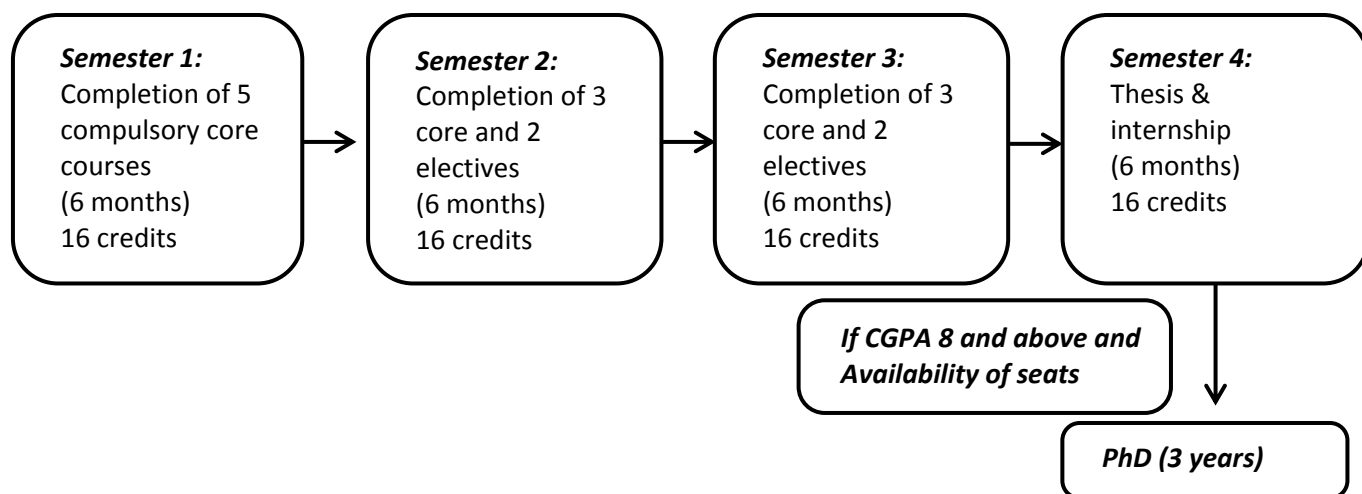 Semester 1:
Completion of 5
compulsory core
courses
(6 months)
16 credits
Semester 2:
Completion of 3
core and 2
electives
(6 months)
16 credits
Semester 3:
Completion of 3
core and 2
electives
(6 months)
16 credits
Semester 4:
Thesis &
internship
(6 months)
16 credits
If CGPA 8 and above and
Availability of seats
PhD (3 years)